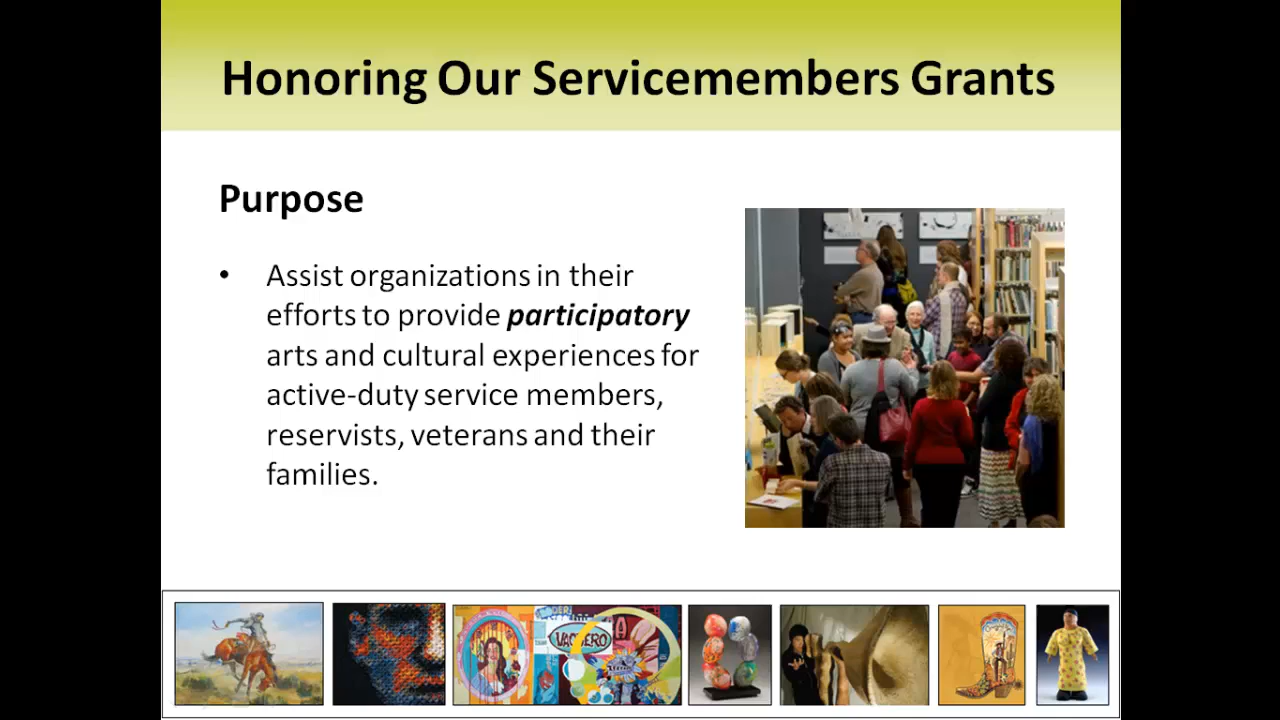 Honoring Our Servicemembers Grants
Purpose
• Assist organizations in their
efforts to provide participatory
arts and cultural experiences for
active-duty service members,
reservists, veterans and their
families.
VAQUERO